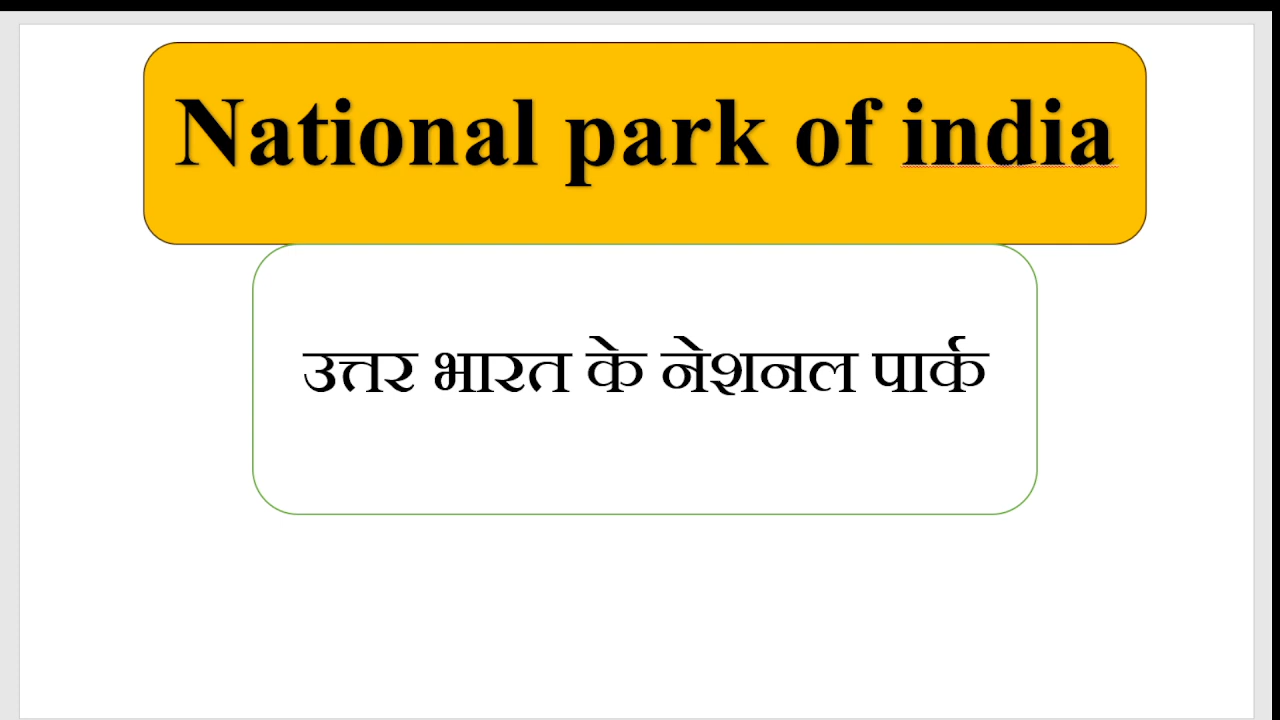 National park of india
उत्तर भारत के नेशनल पार्क